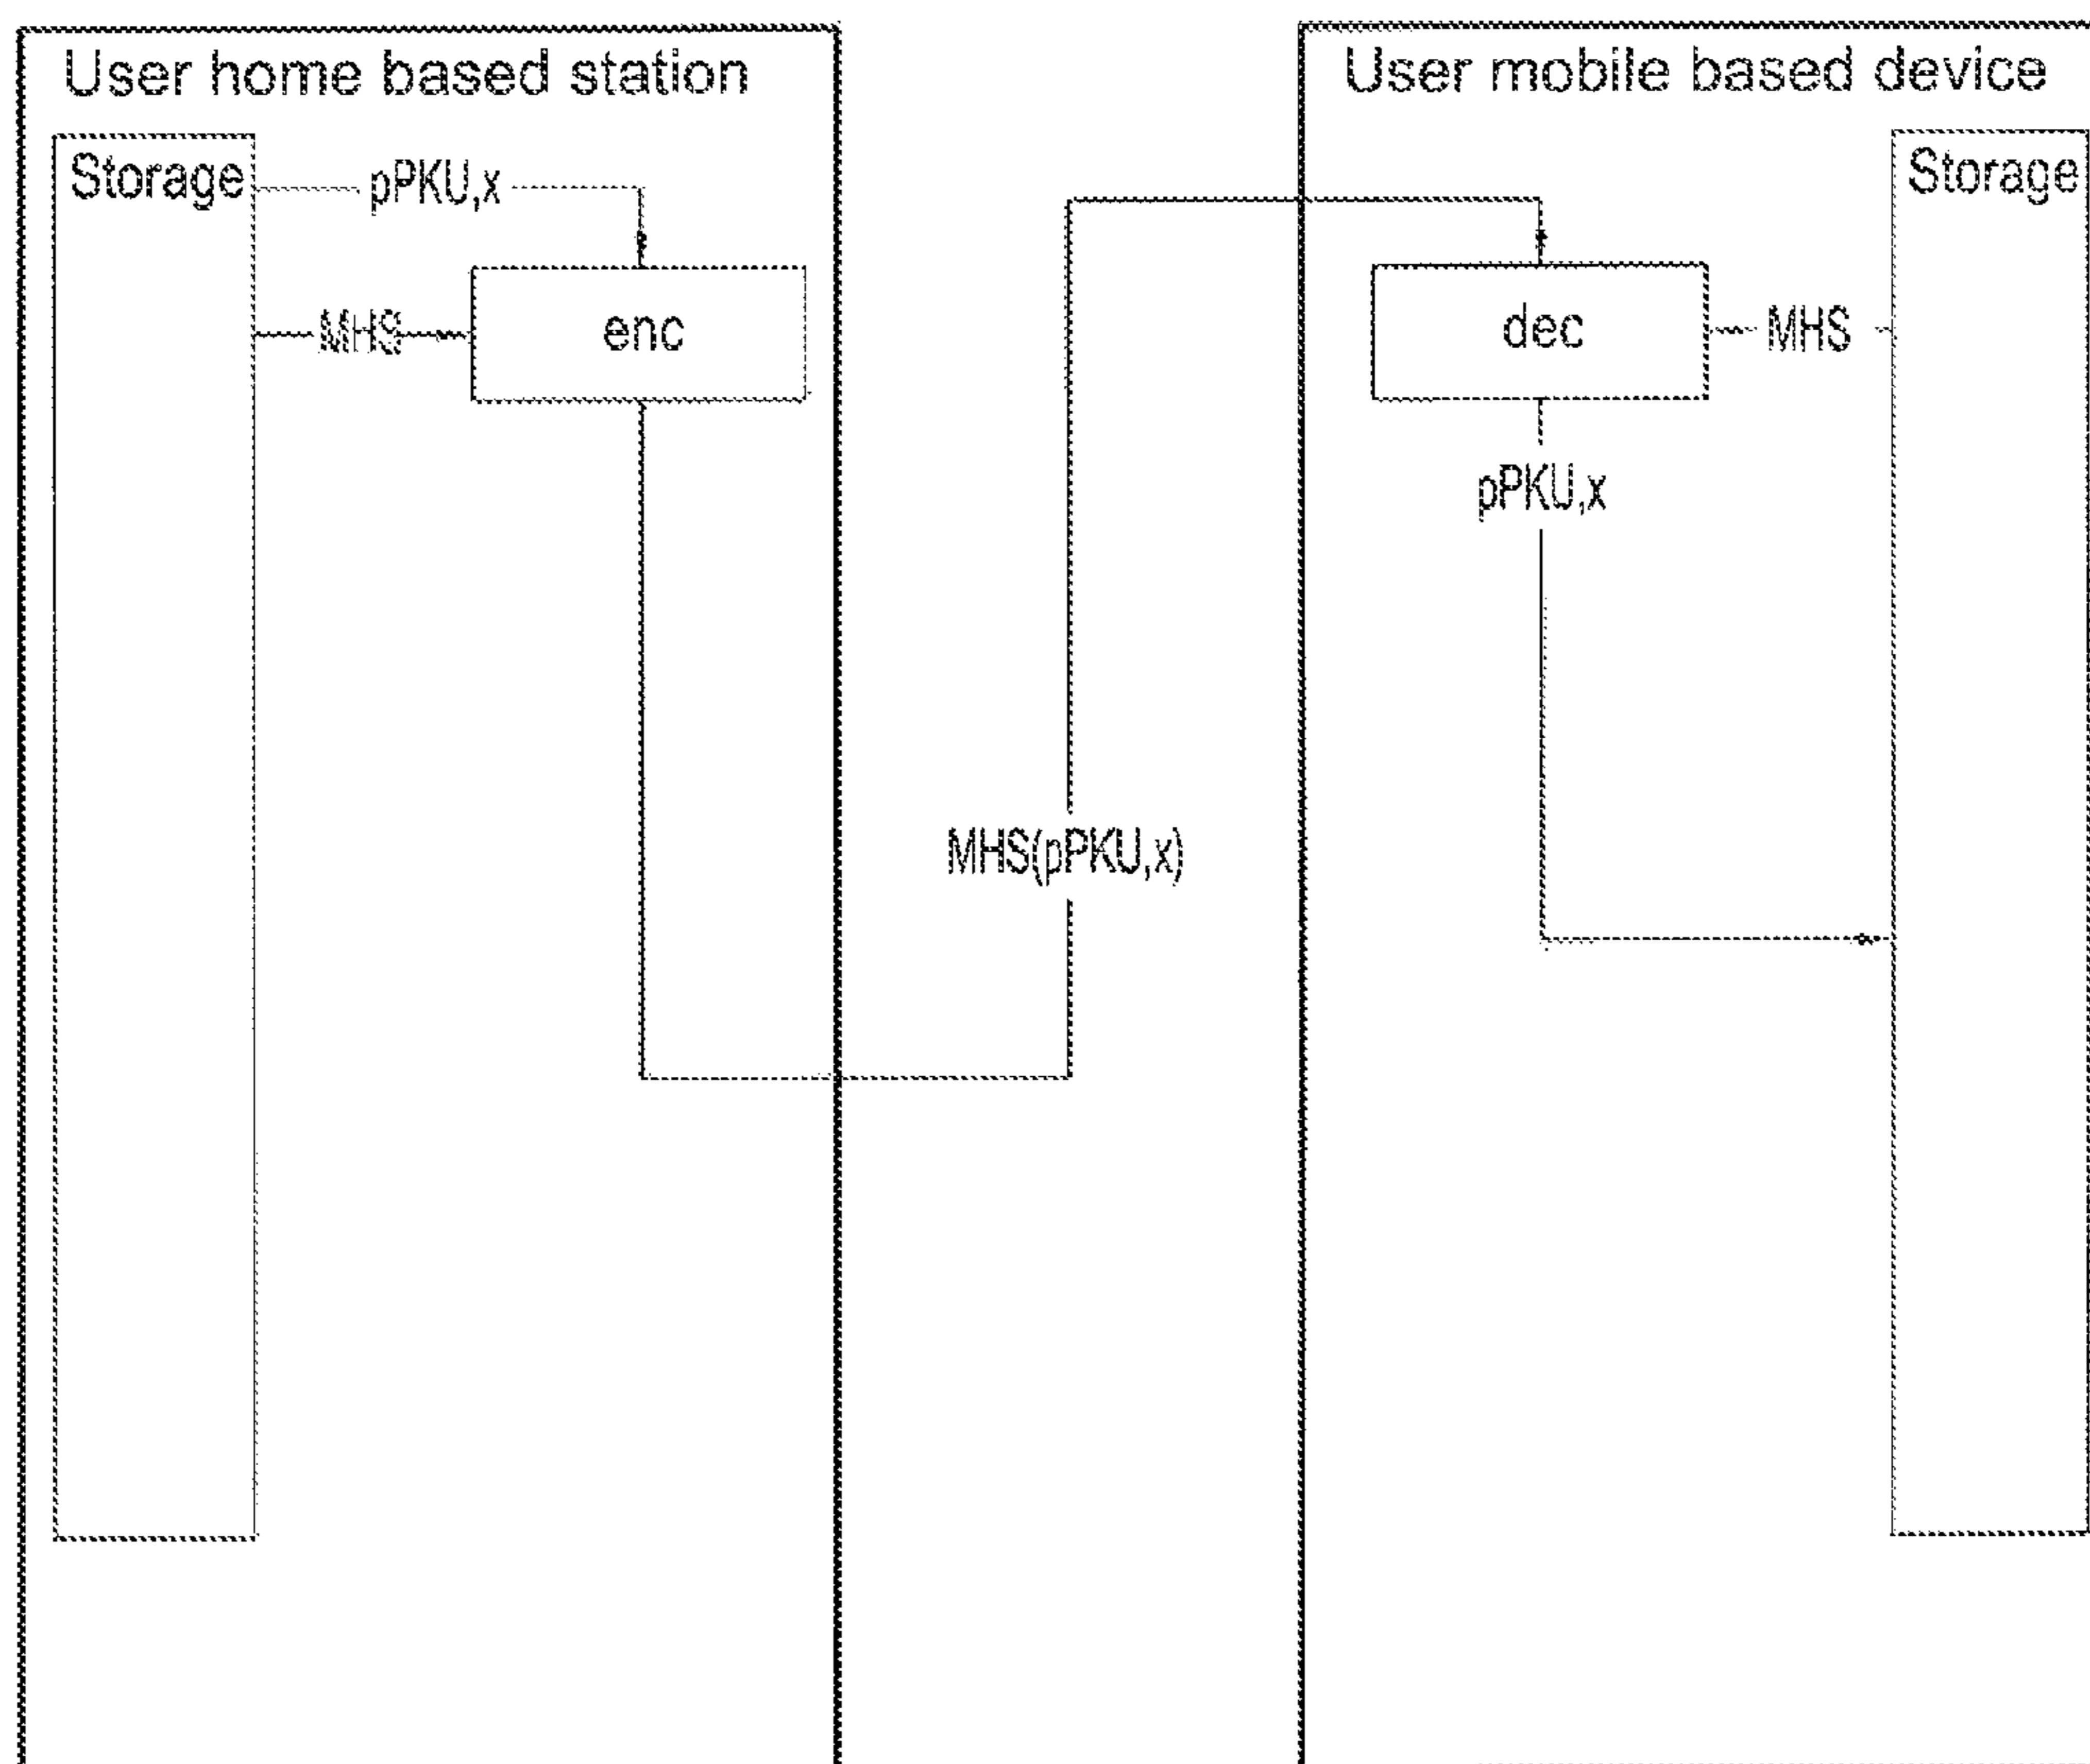 User home based station
Storage
pPKU,x
MHS
enc
MHS(pPKU,x)
User mobile based device
Storage
dec
MHS
pPKU,x